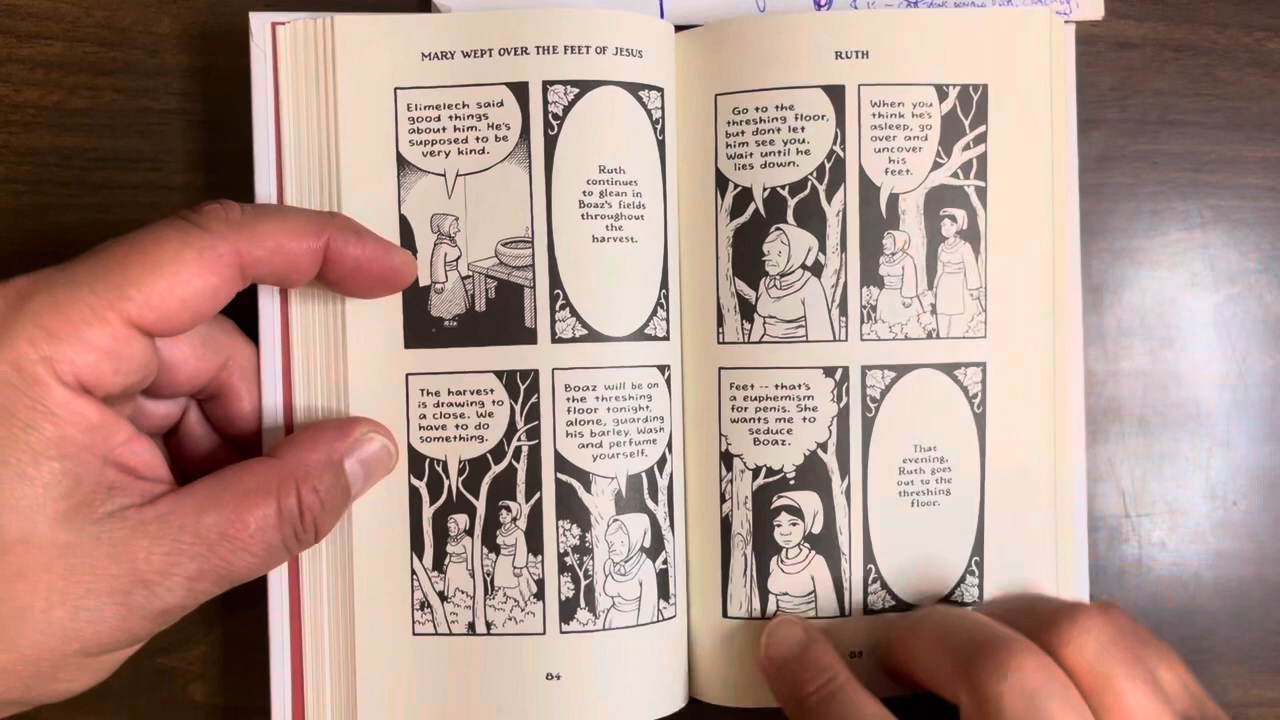 MARY WEPT OVER THE FEET OF JESUS
Elimelech said
good things
about him. He's
supposed to be
very kind.
Ruth
continues
to glean in
Boaz's fields
throughout
the
harvest.
The harvest
is drawing to
a close. We
have to do
something.
Boaz will be on
the threshing
floor tonight,
alone, guarding
his barley. Wash
and perfume
yourself.
84
RUTH
Go to the
threshing floor,
but don't let
him see you.
Wait until he
lies down.
When you
think he's
asleep, go
over and
uncover
his
feet.
Feet -- that's
a euphemism
for penis. She
wants me to
seduce
Boaz.
That
evening,
Ruth goes
out to the
threshing
floor.